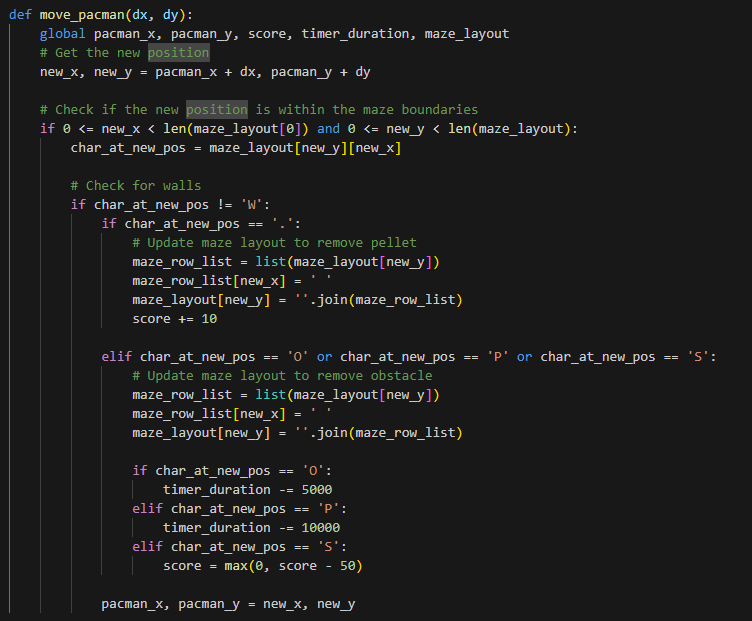 def move_pacman(dx, dy):
    global pacman_x, pacman_y, score, timer_duration, maze_layout
    # Get the new position
    new_x, new_y = pacman_x + dx, pacman_y + dy

    # Check if the new position is within the maze boundaries
    if 0 <= new_x < len(maze_layout[0]) and 0 <= new_y < len(maze_layout):
        char_at_new_pos = maze_layout[new_y][new_x]

        # Check for walls
        if char_at_new_pos != 'W':
            if char_at_new_pos == '.':
                # Update maze layout to remove pellet
                maze_row_list = list(maze_layout[new_y])
                maze_row_list[new_x] = ' '
                maze_layout[new_y] = ''.join(maze_row_list)
                score += 10

            elif char_at_new_pos == 'O' or char_at_new_pos == 'P' or char_at_new_pos == 'S':
                # Update maze layout to remove obstacle
                maze_row_list = list(maze_layout[new_y])
                maze_row_list[new_x] = ' '
                maze_layout[new_y] = ''.join(maze_row_list)

                if char_at_new_pos == 'O':
                    timer_duration -= 5000
                elif char_at_new_pos == 'P':
                    timer_duration -= 10000
                elif char_at_new_pos == 'S':
                    score = max(0, score - 50)

            pacman_x, pacman_y = new_x, new_y